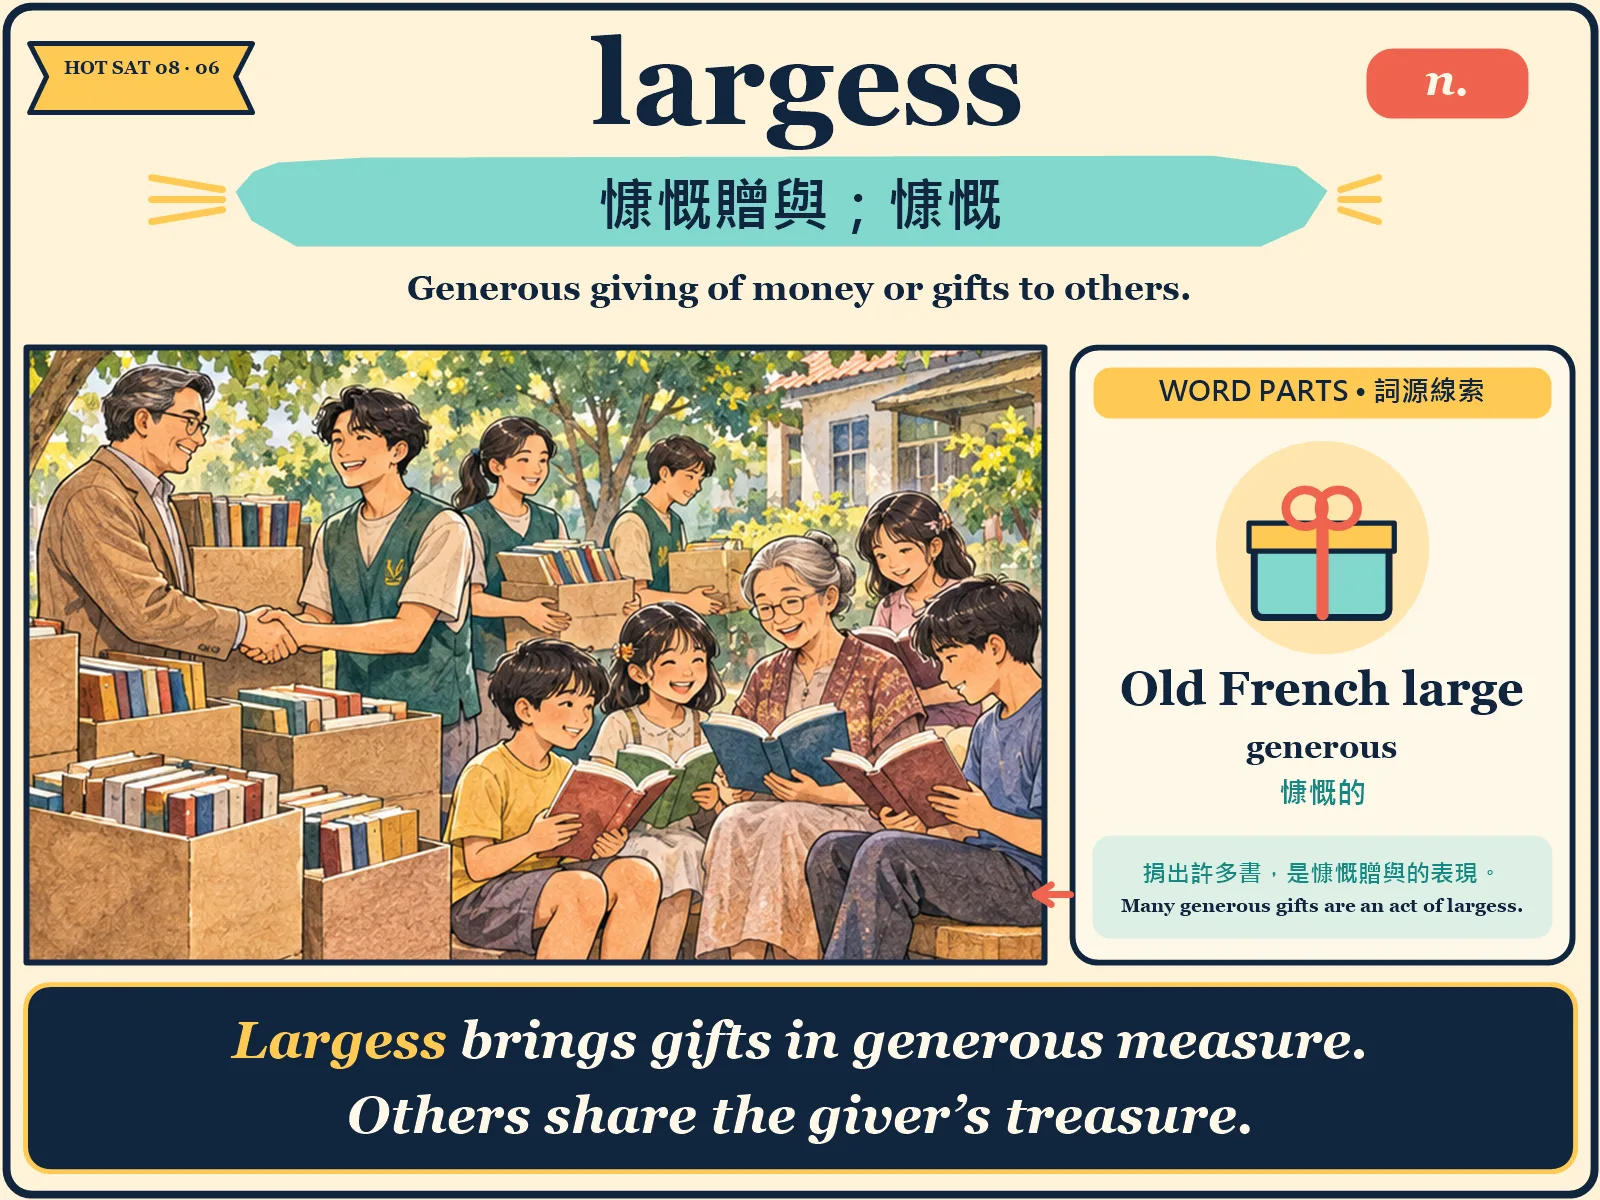 HOT SAT 08 · 06
largess
n.
慷慨贈與；慷慨
Generous giving of money or gifts to others.
WORD PARTS • 詞源線索
Old French large
generous
慷慨的
捐出許多書，是慷慨贈與的表現。
Many generous gifts are an act of largess.
Largess brings gifts in generous measure.
Others share the giver’s treasure.